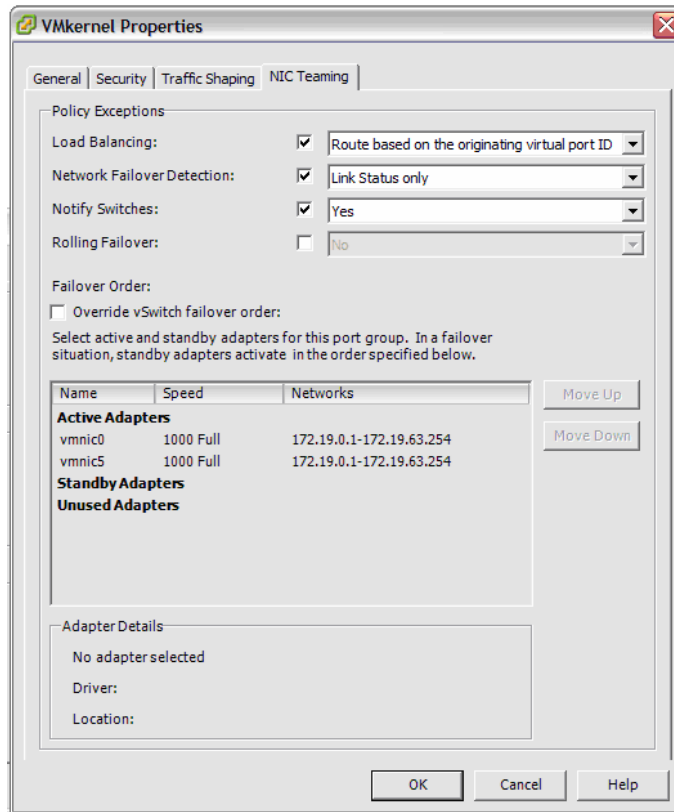 VMkernel Properties
General Security Traffic Shaping NIC Teaming
Policy Exceptions
Load Balancing: Route based on the originating virtual port ID
Network Failover Detection: Link Status only
Notify Switches: Yes
Rolling Failover: No
Failover Order:
Override vSwitch failover order:
Select active and standby adapters for this port group. In a failover
situation, standby adapters activate in the order specified below.
Name Speed Networks
Move Up
Active Adapters
vmnic0 1000 Full 172.19.0.1-172.19.63.254
Move Down
vmnic5 1000 Full 172.19.0.1-172.19.63.254
Standby Adapters
Unused Adapters
Adapter Details
No adapter selected
Driver:
Location:
OK Cancel Help